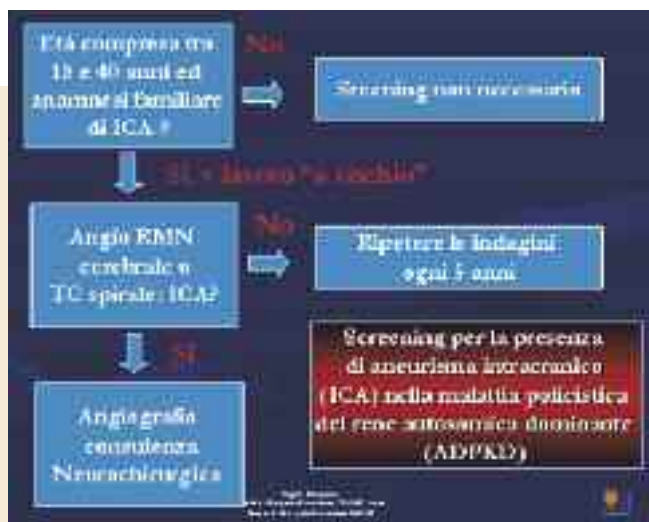 Età compresa tra
18 e 40 anni ed
anamnesi familiare
di ICA ?
No
Screening non necessario
Sì + lavoro "a rischio"
Angio RMN
cerebrale o
TC spirale: ICA?
No
Ripetere le indagini
ogni 5 anni
Sì
Angiografia
consulenza
Neurochirurgica
Screening per la presenza
di aneurisma intracranico
(ICA) nella malattia policistica
del rene autosomica dominante
(ADPKD)